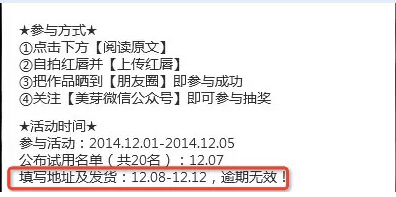 ★参与方式★
①点击下方【阅读原文】
②自拍红唇并【上传红唇】
③把作品晒到【朋友圈】即参与成功
④关注【美芽微信公众号】即可参与抽奖
★活动时间★
参与活动：2014.12.01-2014.12.05
公布试用名单（共20名）：12.07
填写地址及发货：12.08-12.12，逾期无效！